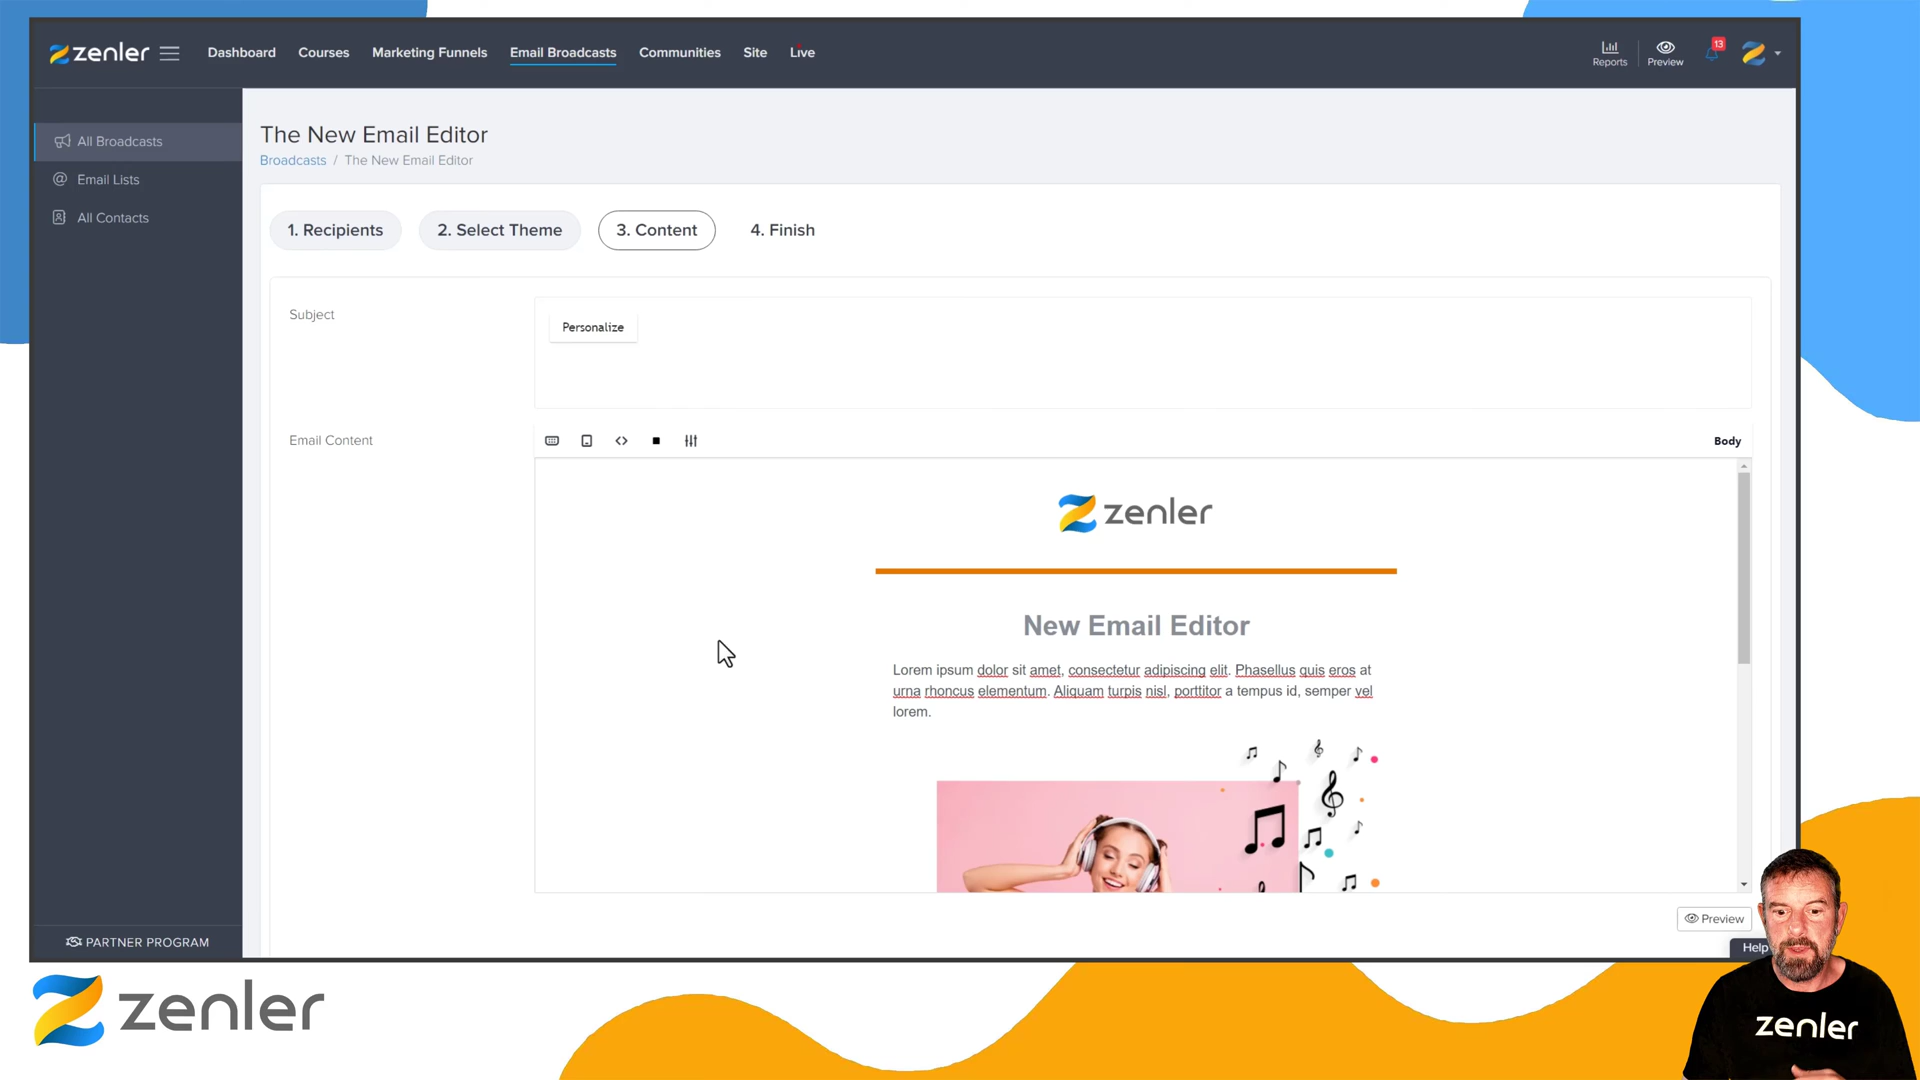 zenler
Dashboard
Courses
Marketing Funnels
Email Broadcasts
Communities
Site
Live
Reports
Preview
13
All Broadcasts
Email Lists
All Contacts
PARTNER PROGRAM
The New Email Editor
Broadcasts / The New Email Editor
1. Recipients
2. Select Theme
3. Content
4. Finish
Subject
Personalize
Email Content
Body
zenler
New Email Editor
Lorem ipsum dolor sit amet, consectetur adipiscing elit. Phasellus quis eros at
urna rhoncus elementum. Aliquam turpis nisl, porttitor a tempus id, semper vel
lorem.
Preview
Help
zenler
zenler